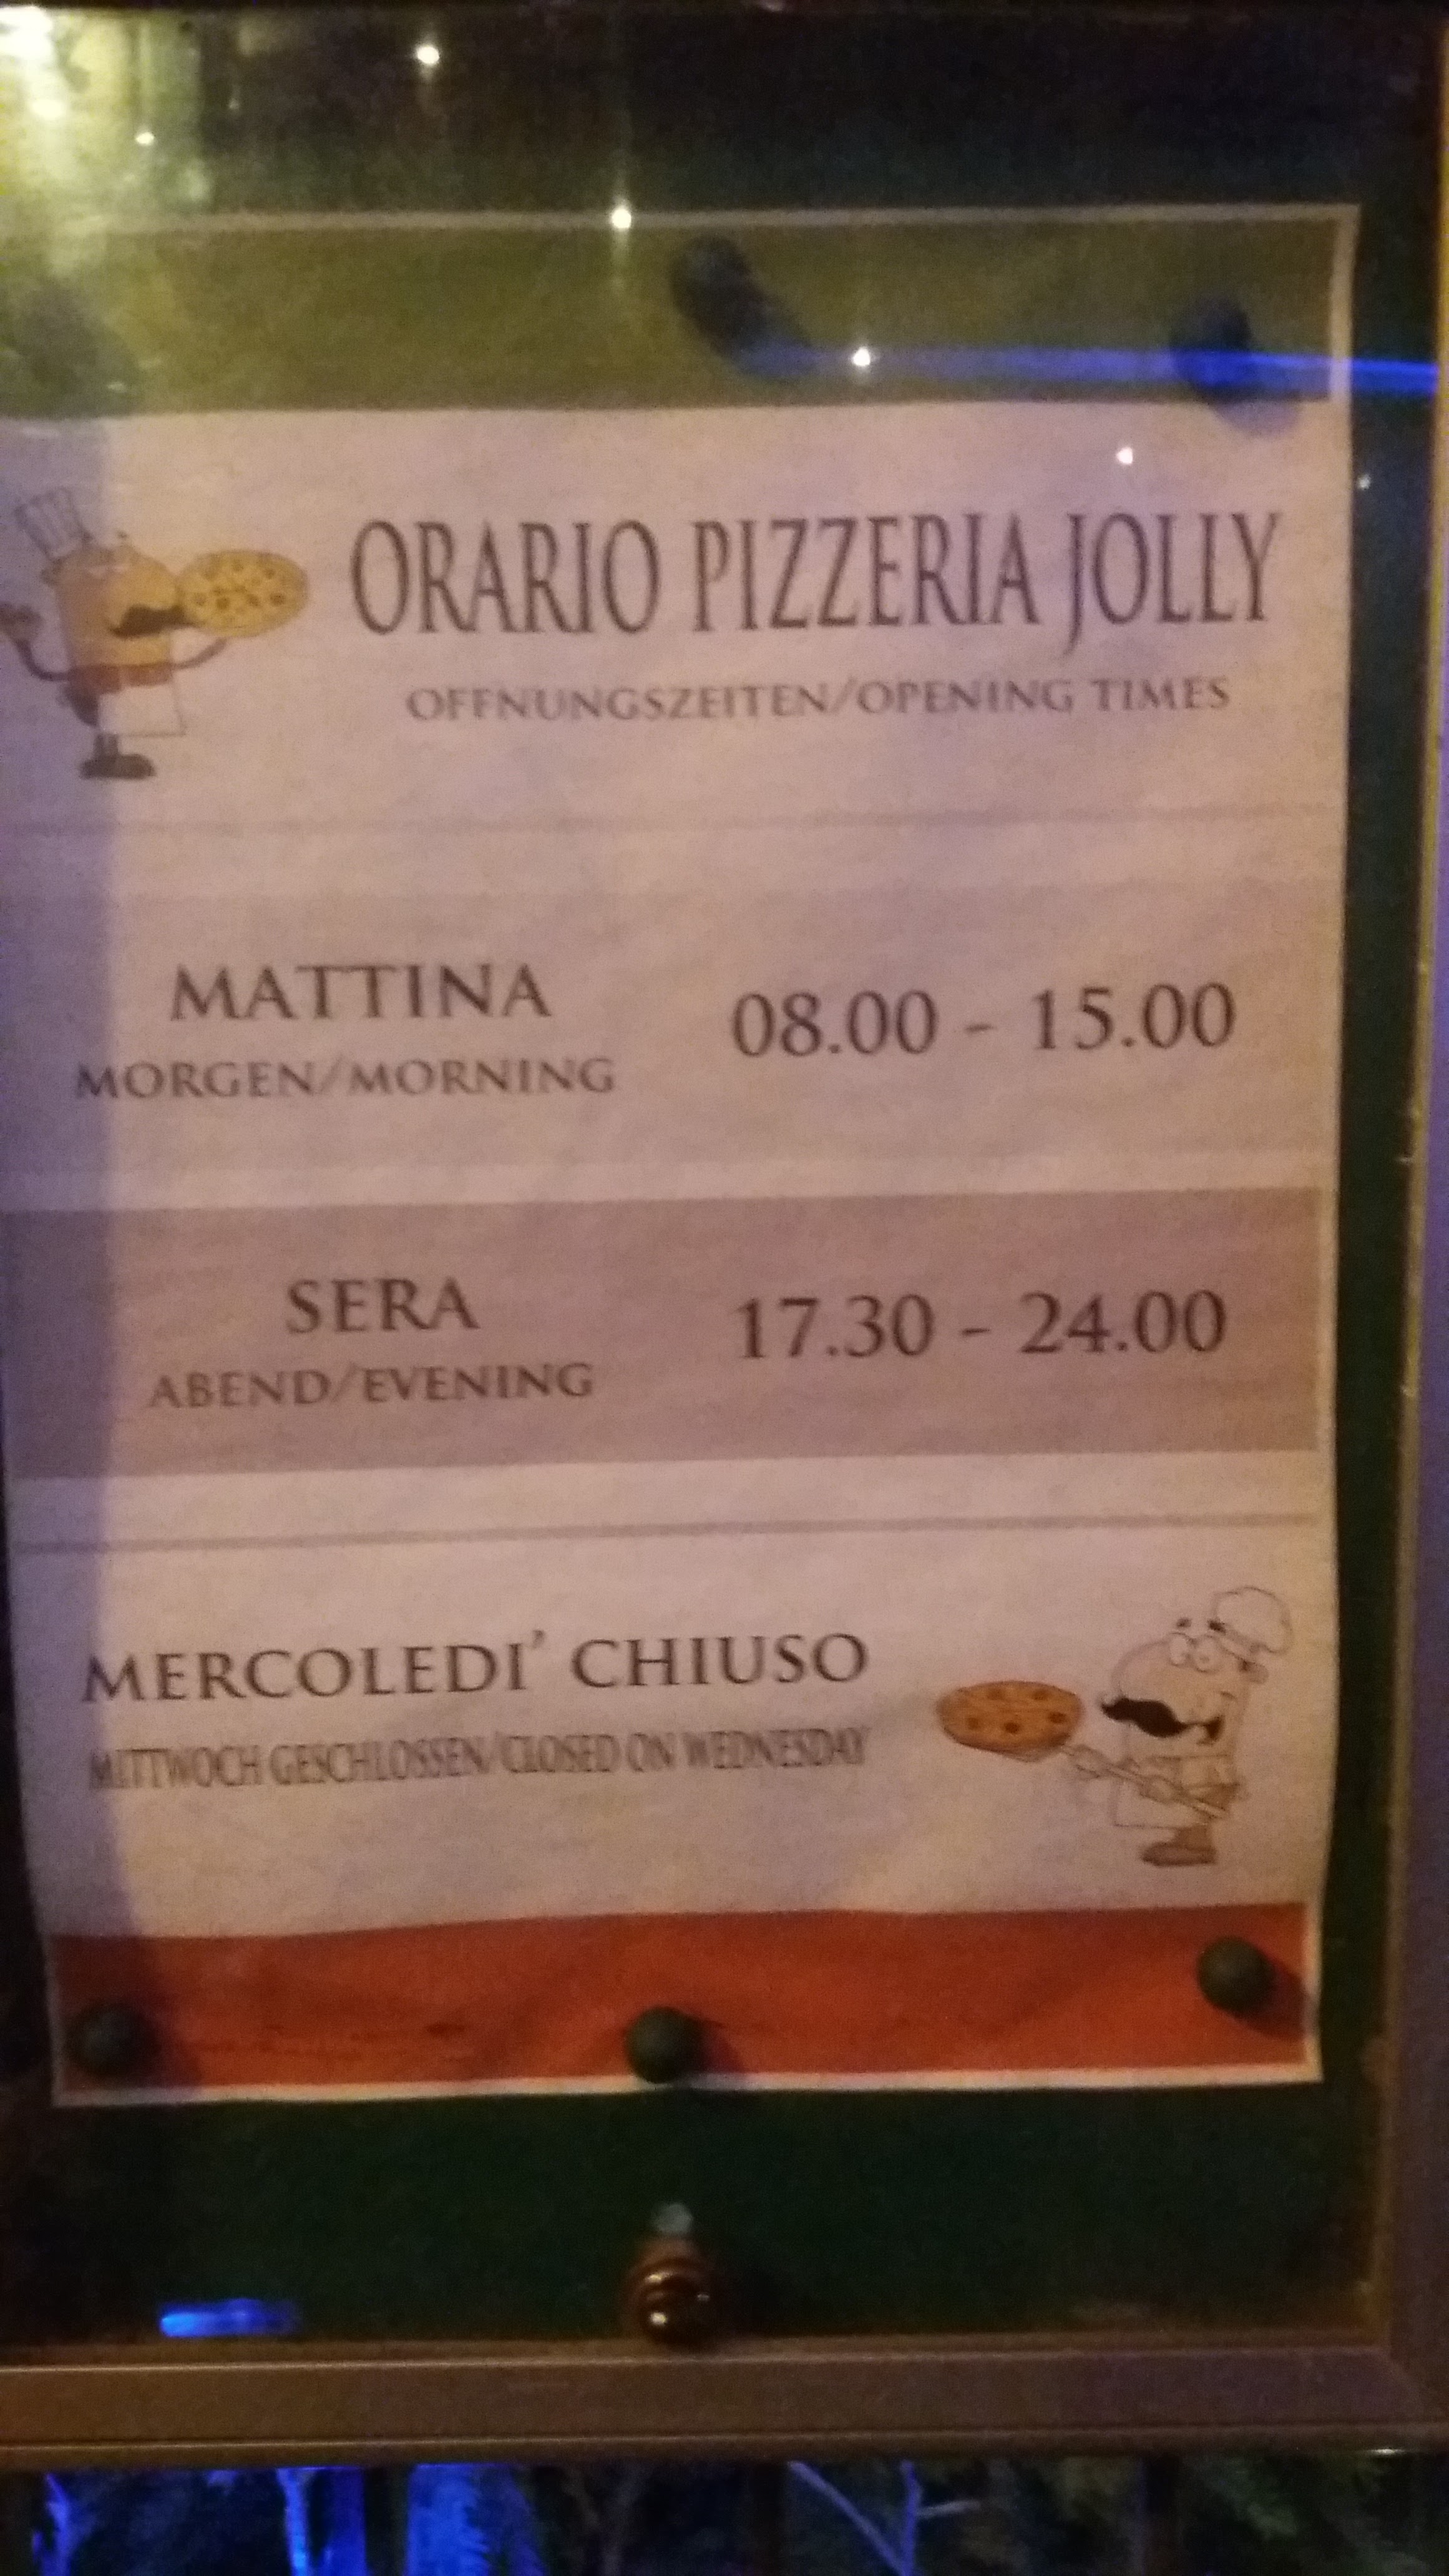 ORARIO PIZZERIA JOLLY
OFFNUNGSZEITEN/OPENING TIMES
MATTINA
08.00 - 15.00
MORGEN/MORNING
SERA
17.30 - 24.00
ABEND/EVENING
MERCOLEDI' CHIUSO
MITTWOCH GESCHLOSSEN/CLOSED ON WEDNESDAY